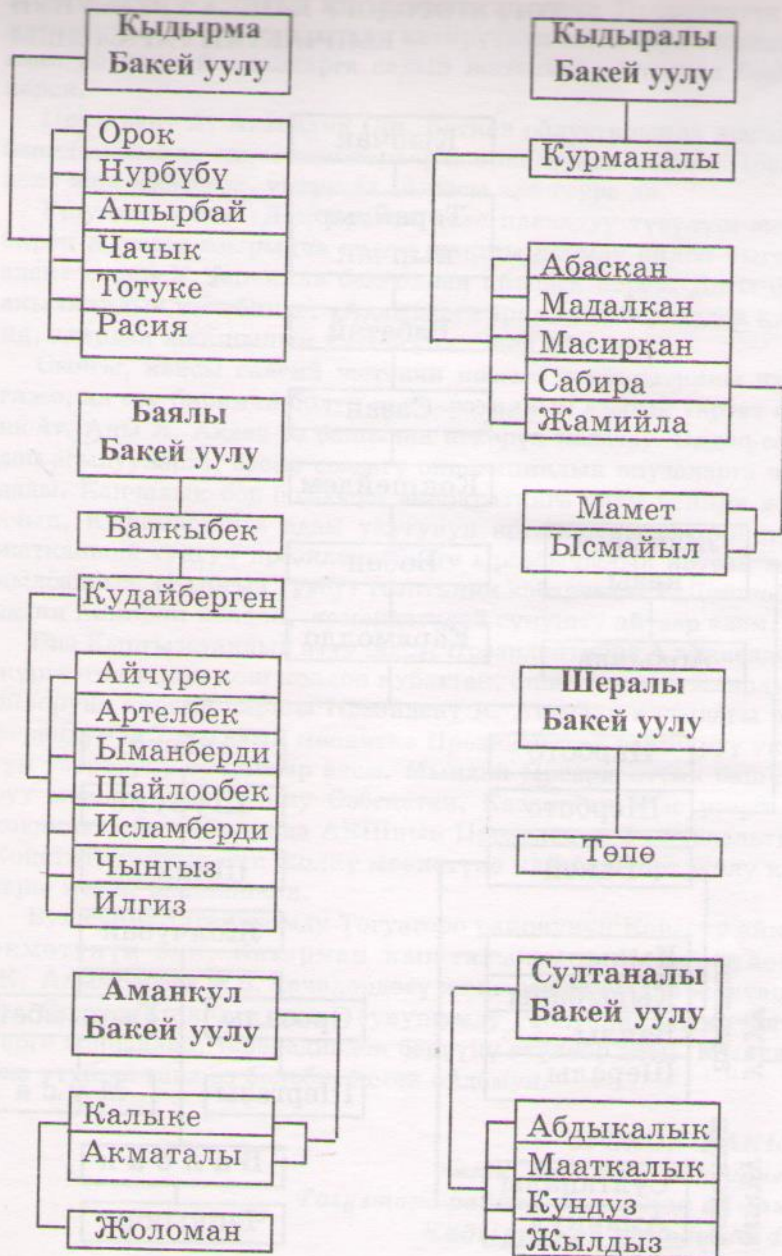 Кыдырма
Бакей уулу
Орок
Нурбүбү
Ашырбай
Чачык
Тотуке
Расия
Баялы
Бакей уулу
Балкыбек
Кудайберген
Айчүрөк
Артелбек
Ыманберди
Шайлообек
Исламберди
Чынгыз
Илгиз
Аманкул
Бакей уулу
Калыке
Акматалы
Жоломан
Кыдыралы
Бакей уулу
Курманалы
Абаскан
Мадалкан
Масиркан
Сабира
Жамийла
Мамет
Ысмайыл
Шералы
Бакей уулу
Төпө
Султаналы
Бакей уулу
Абдыкалык
Мааткалык
Кундуз
Жылдыз